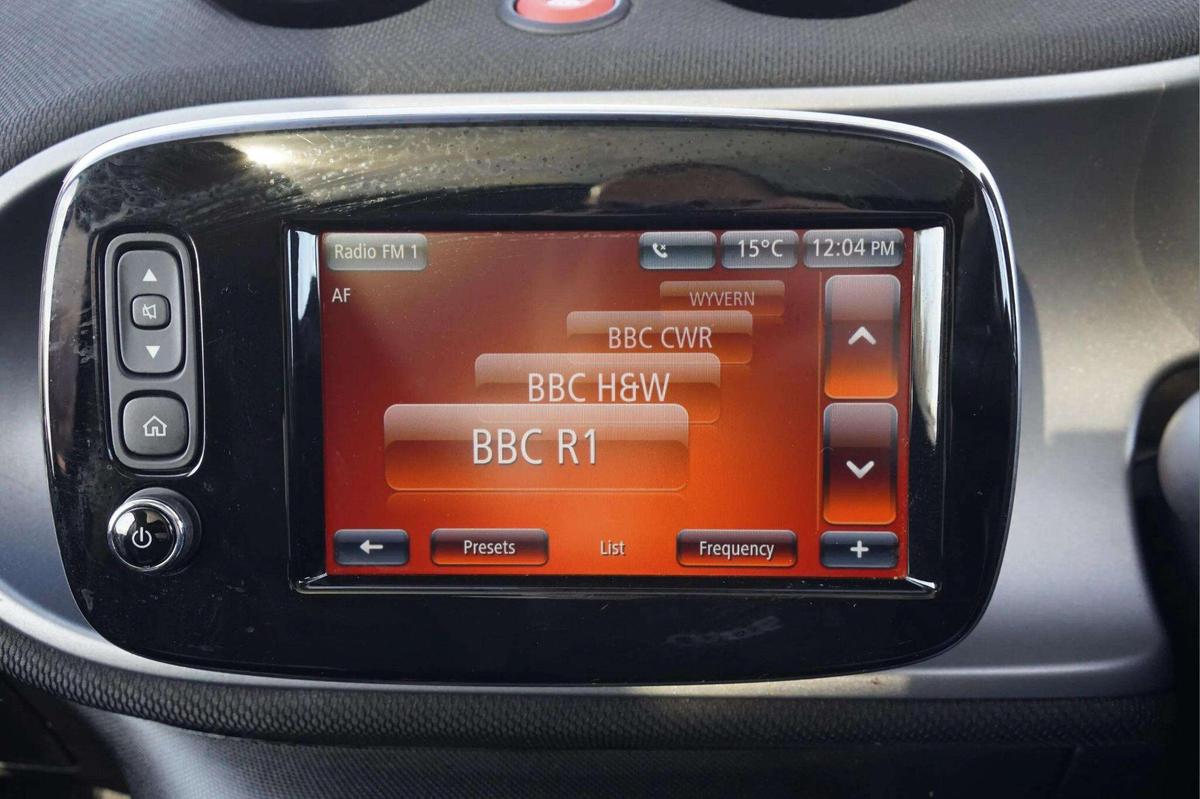 Radio FM 1
15°C
12:04 PM
AF
WYVERN
BBC CWR
BBC H&W
BBC R1
Presets
List
Frequency